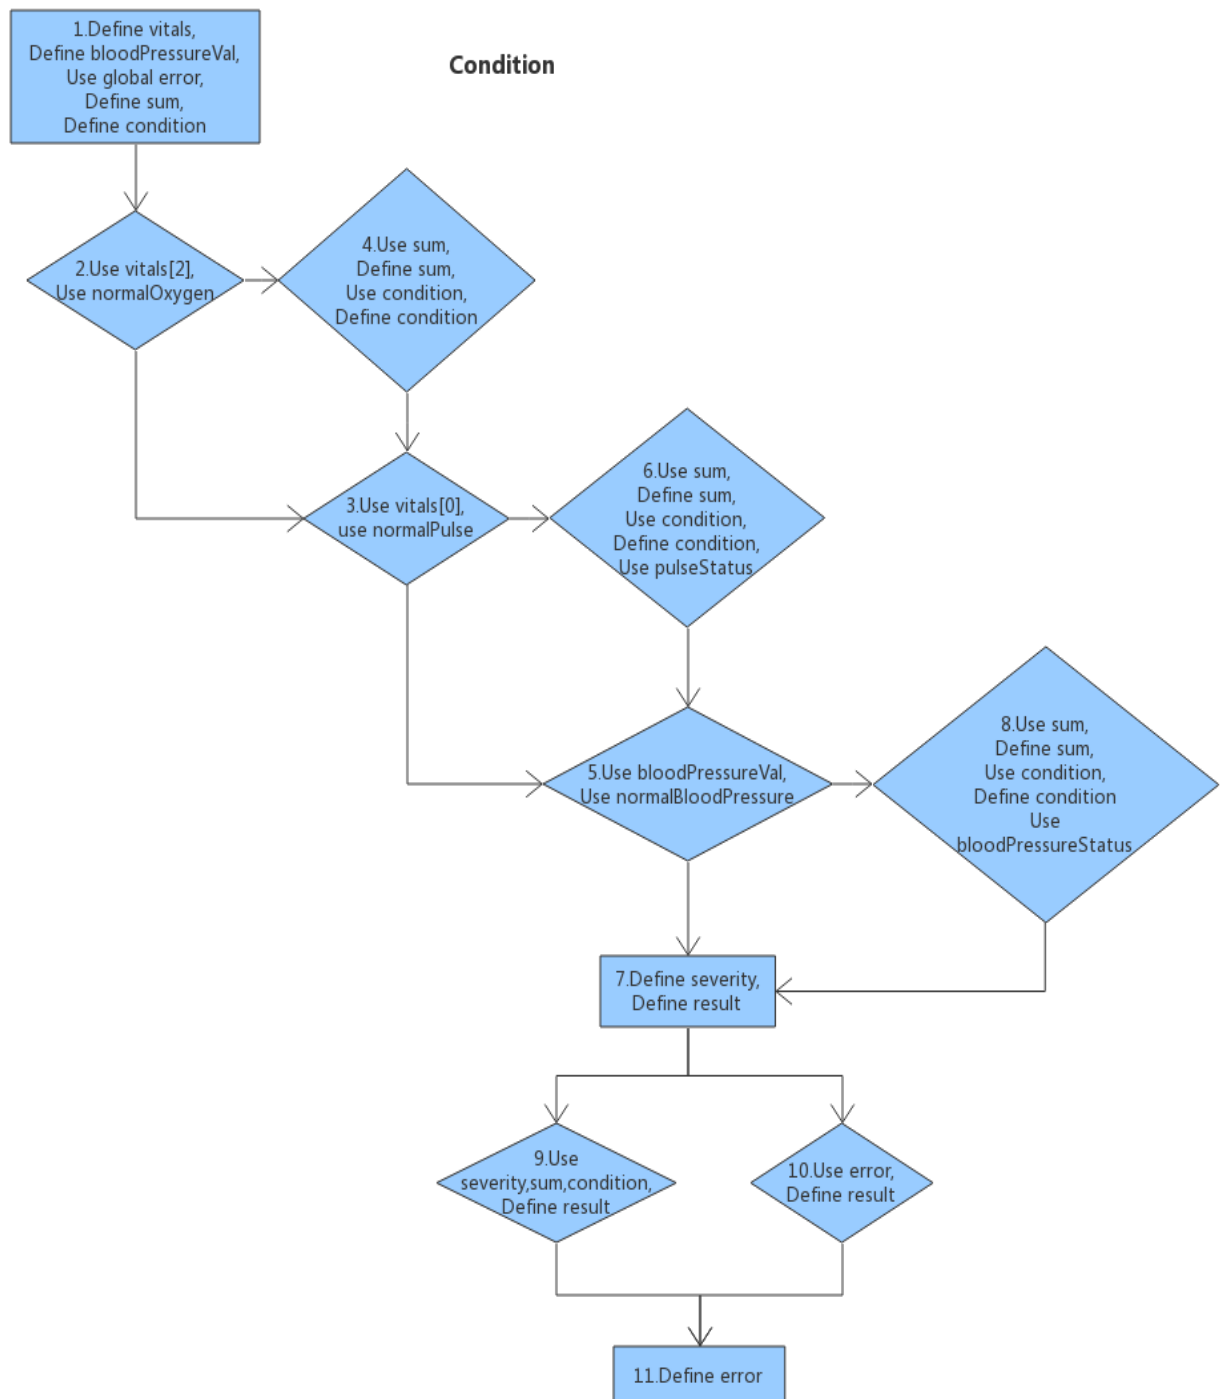 1.Define vitals,
Define bloodPressureVal,
Use global error,
Define sum,
Define condition
Condition
2.Use vitals[2],
Use normalOxygen
4.Use sum,
Define sum,
Use condition,
Define condition
3.Use vitals[0],
use normalPulse
6.Use sum,
Define sum,
Use condition,
Define condition,
Use pulseStatus
5.Use bloodPressureVal,
Use normalBloodPressure
8.Use sum,
Define sum,
Use condition,
Define condition
Use
bloodPressureStatus
7.Define severity,
Define result
9.Use
severity,sum,condition,
Define result
10.Use error,
Define result
11.Define error